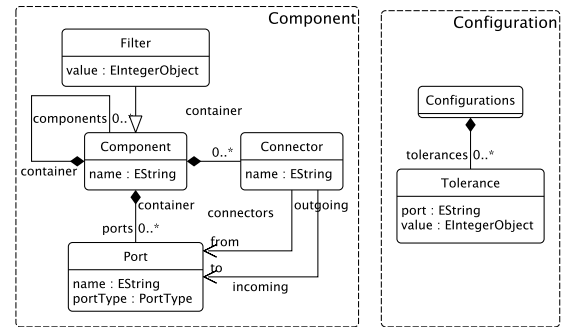 Component
Filter
value : EIntegerObject
container
components 0..*
Component
name : EString
container
0..*
Connector
name : EString
container
connectors
outgoing
ports 0..*
from
to
incoming
Port
name : EString
portType : PortType
Configuration
Configurations
tolerances 0..*
Tolerance
port : EString
value : EIntegerObject